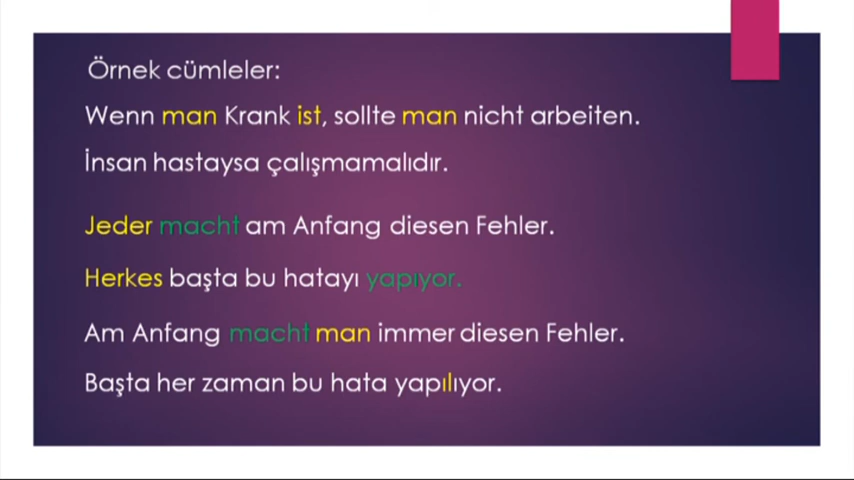 Örnek cümleler:
Wenn man Krank ist, sollte man nicht arbeiten.
İnsan hastaysa çalışmamalıdır.
Jeder macht am Anfang diesen Fehler.
Herkes başta bu hatayı yapıyor.
Am Anfang macht man immer diesen Fehler.
Başta her zaman bu hata yapılıyor.